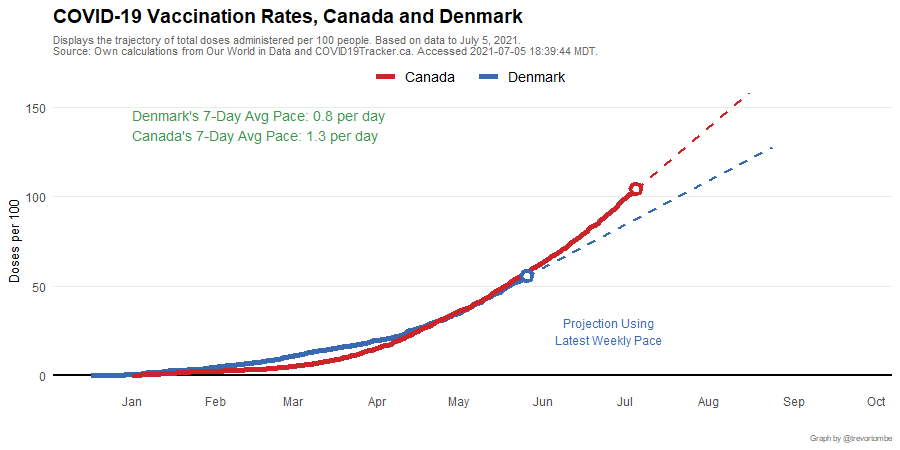 COVID-19 Vaccination Rates, Canada and Denmark
Displays the trajectory of total doses administered per 100 people. Based on data to July 5, 2021.
Source: Own calculations from Our World in Data and COVID19Tracker.ca. Accessed 2021-07-05 18:39:44 MDT.
Canada Denmark
150
Denmark's 7-Day Avg Pace: 0.8 per day
Canada's 7-Day Avg Pace: 1.3 per day
100
Doses per 100
50
Projection Using
Latest Weekly Pace
0
Jan Feb Mar Apr May Jun Jul Aug Sep Oct
Graph by @trevortombe